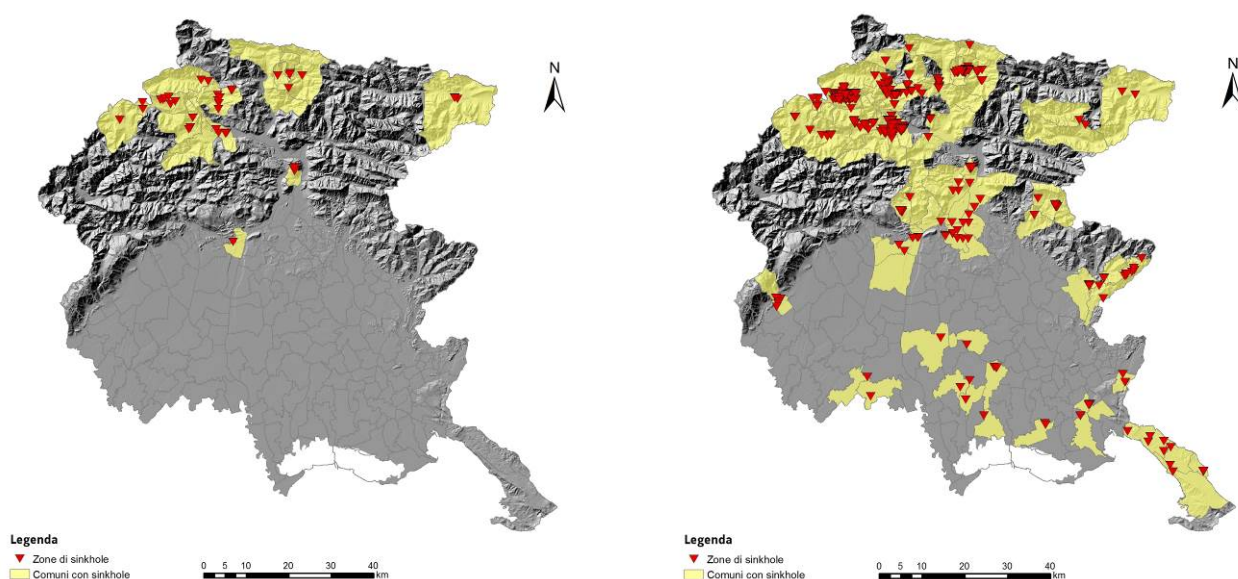 N
Legenda
Zone di sinkhole
Comuni con sinkhole
0 5 10 20 30 40
km
N
Legenda
Zone di sinkhole
Comuni con sinkhole
0 5 10 20 30 40
km